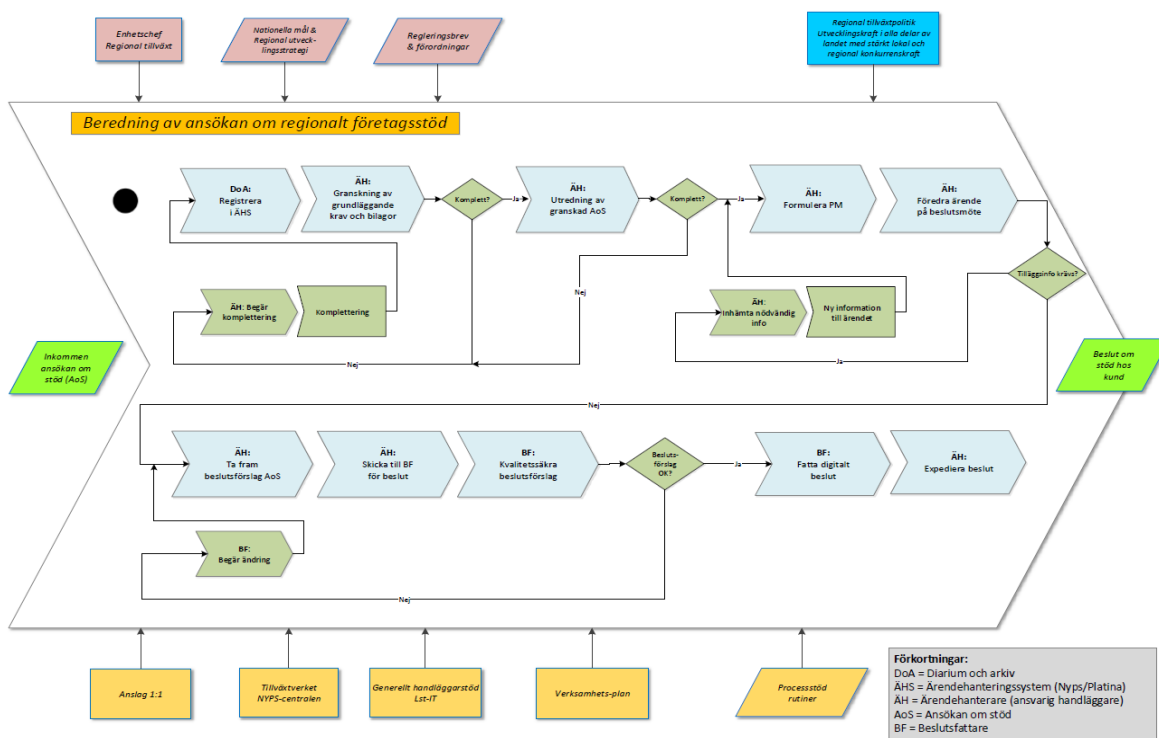 Enhetschef
Regional tillväxt
Nationella mål &
Regional utveck-
lingsstrategi
Regleringsbrev
& förordningar
Regional tillväxtpolitik
Utvecklingskraft i alla delar av
landet med stärkt lokal och
regional konkurrenskraft
Beredning av ansökan om regionalt företagsstöd
DoA:
Registrera
i ÄHS
ÄH:
Granskning av
grundläggande
krav och bilagor
Komplett?
Ja
ÄH:
Utredning av
granskad AoS
Komplett?
Ja
ÄH:
Formulera PM
ÄH:
Föredra ärende
på beslutsmöte
Tilläggsinfo krävs?
ÄH: Begär
komplettering
Komplettering
Nej
Nej
ÄH:
Inhämta nödvändig
info
Ny information
till ärendet
Ja
Inkommen
ansökan om
stöd (AoS)
Beslut om
stöd hos
kund
Nej
ÄH:
Ta fram
beslutsförslag AoS
ÄH:
Skicka till BF
för beslut
BF:
Kvalitetssäkra
beslutsförslag
Besluts-
förslag
OK?
Ja
BF:
Fatta digitalt
beslut
ÄH:
Expediera beslut
BF:
Begär ändring
Nej
Anslag 1:1
Tillväxtverket
NYPS-centralen
Generellt handläggarstöd
Lst-IT
Verksamhets-plan
Processtöd
rutiner
Förkortningar:
DoA = Diarium och arkiv
ÄHS = Ärendehanteringssystem (Nyps/Platina)
ÄH = Ärendehanterare (ansvarig handläggare)
AoS = Ansökan om stöd
BF = Beslutsfattare